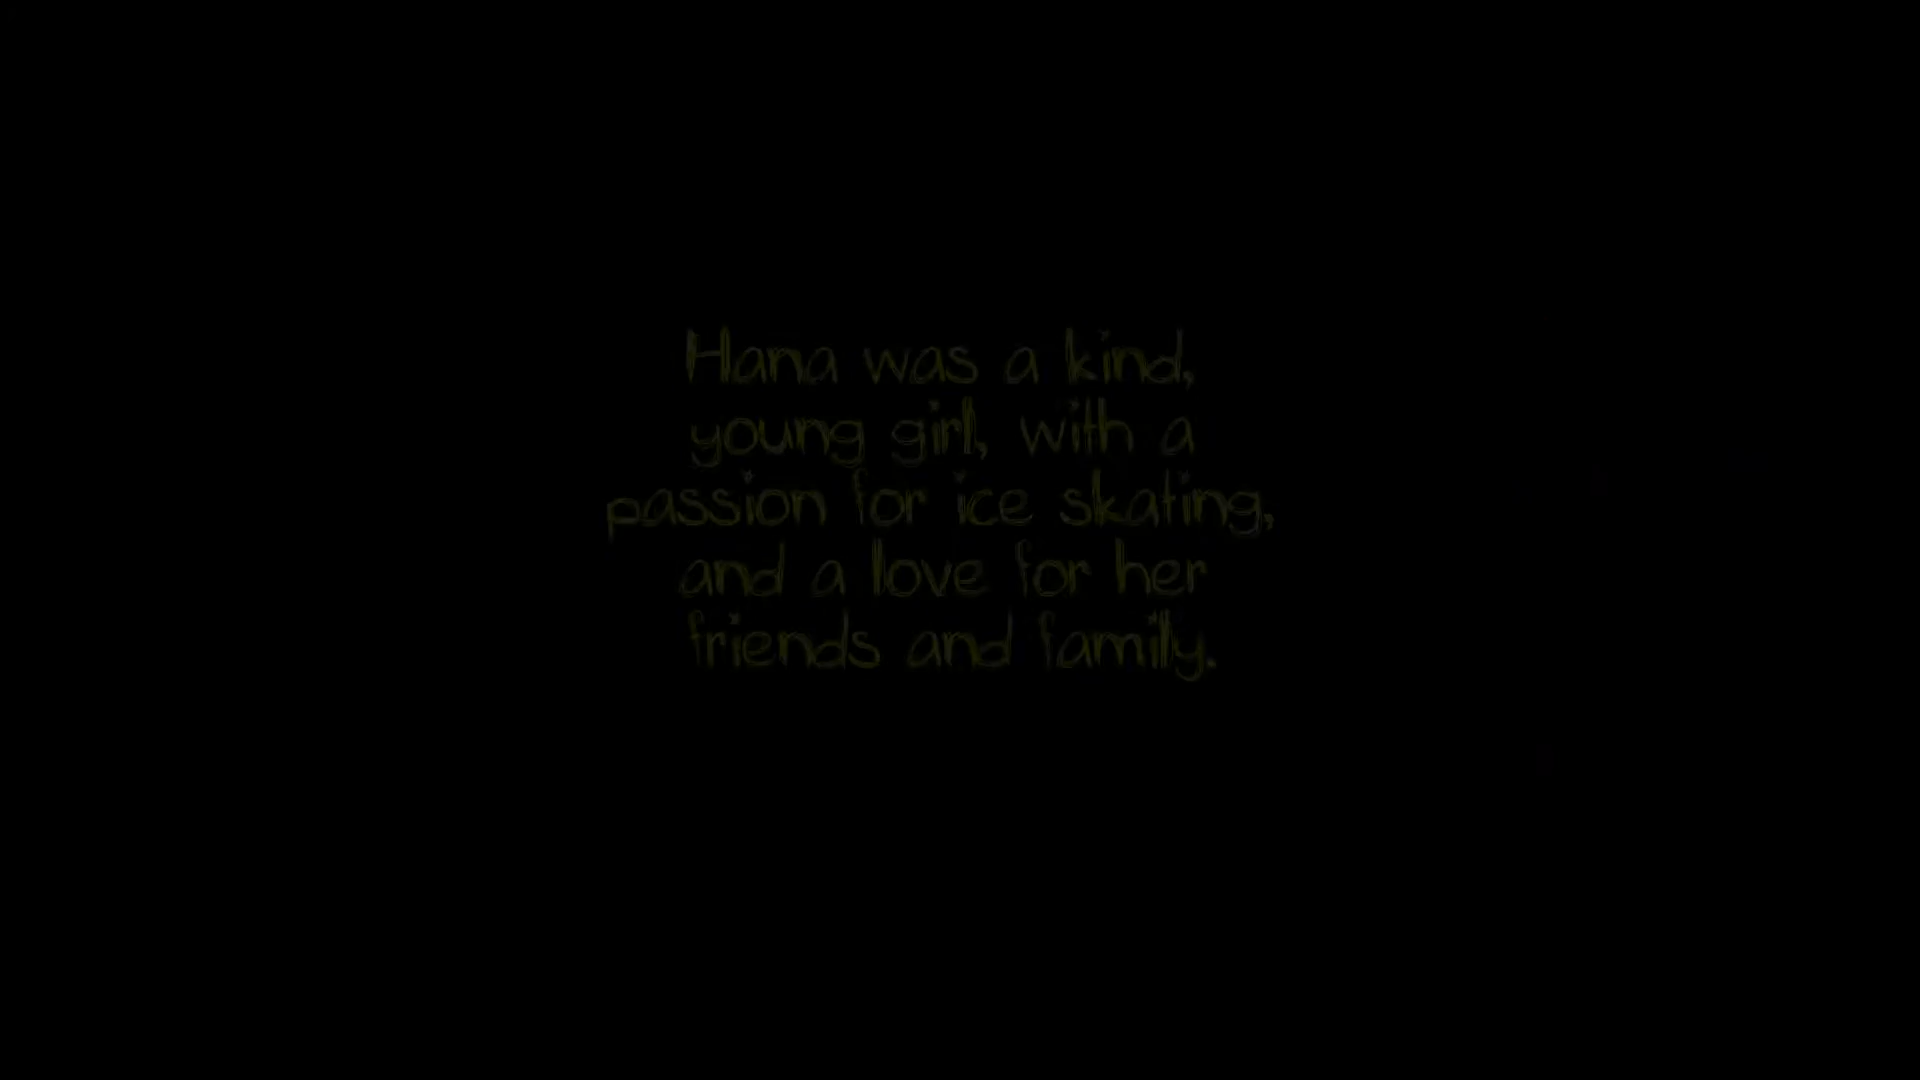 Hana was a kind,
young girl, with a
passion for ice skating,
and a love for her
friends and family.